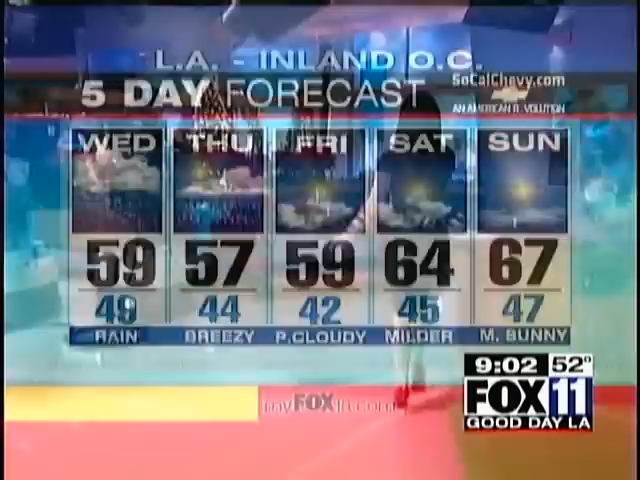 L.A. - INLAND O.C.
5 DAY FORECAST
SoCalChevy.com
AN AMERICAN REVOLUTION
WED THU FRI SAT SUN
59 57 59 64 67
49 44 42 45 47
RAIN BREEZY P.CLOUDY MILDER M. SUNNY
9:02 52°
FOX 11
GOOD DAY LA